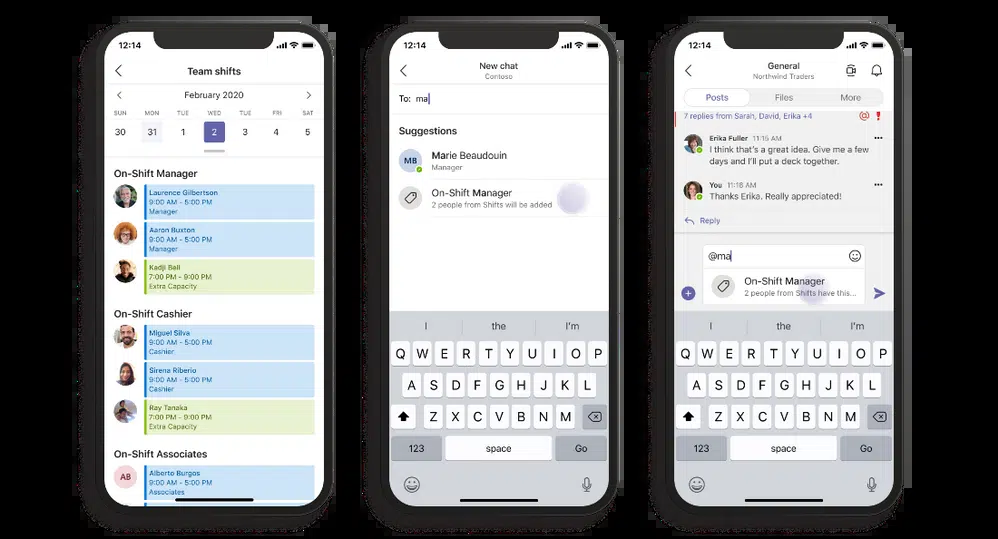 12:14
Team shifts
February 2020
SUN MON TUE WED TUE FRI SAT
30 31 1 2 3 4 5
On-Shift Manager
Laurence Gilbertson
9:00 AM - 5:00 PM
Manager
Aaron Buxton
9:00 AM - 5:00 PM
Manager
Kadji Bell
7:00 PM - 9:00 PM
Extra Capacity
On-Shift Cashier
Miguel Silva
9:00 AM - 5:00 PM
Cashier
Sirena Riberio
9:00 AM - 5:00 PM
Cashier
Ray Tanaka
7:00 PM - 9:00 PM
Extra Capacity
On-Shift Associates
AB
Alberto Burgos
9:00 AM - 5:00 PM
Associates
12:14
New chat
Contoso
To: ma
Suggestions
MB
Marie Beaudouin
Manager
On-Shift Manager
2 people from Shifts will be added
I the I'm
Q W E R T Y U I O P
A S D F G H J K L
Z X C V B N M
123 space Go
12:14
General
Northwind Traders
Posts Files More
7 replies from Sarah, David, Erika +4
@ !
Erika Fuller 11:15 AM
I think that's a great idea. Give me a few
days and I'll put a deck together.
You 11:18 AM
Thanks Erika. Really appreciated!
Reply
@ma
On-Shift Manager
2 people from Shifts have this...
I the I'm
Q W E R T Y U I O P
A S D F G H J K L
Z X C V B N M
123 space Go